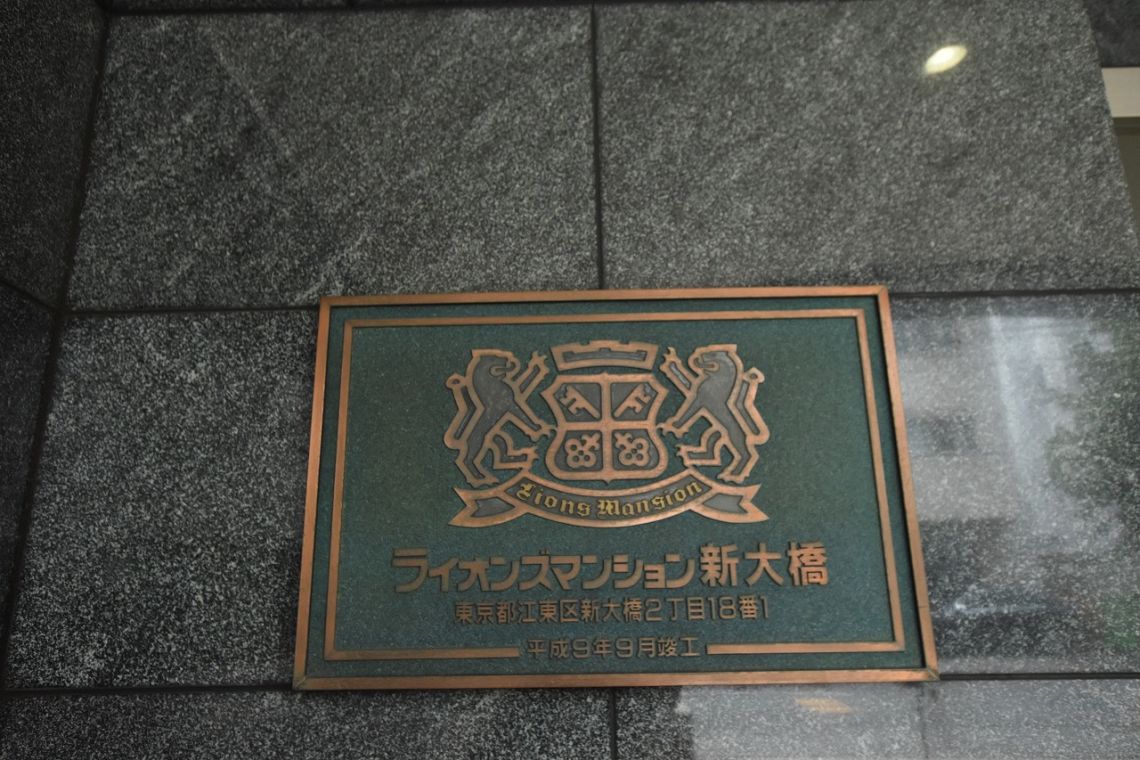 Lions Mansion
ライオンズマンション新大橋
東京都江東区新大橋2丁目18番1
平成9年9月竣工